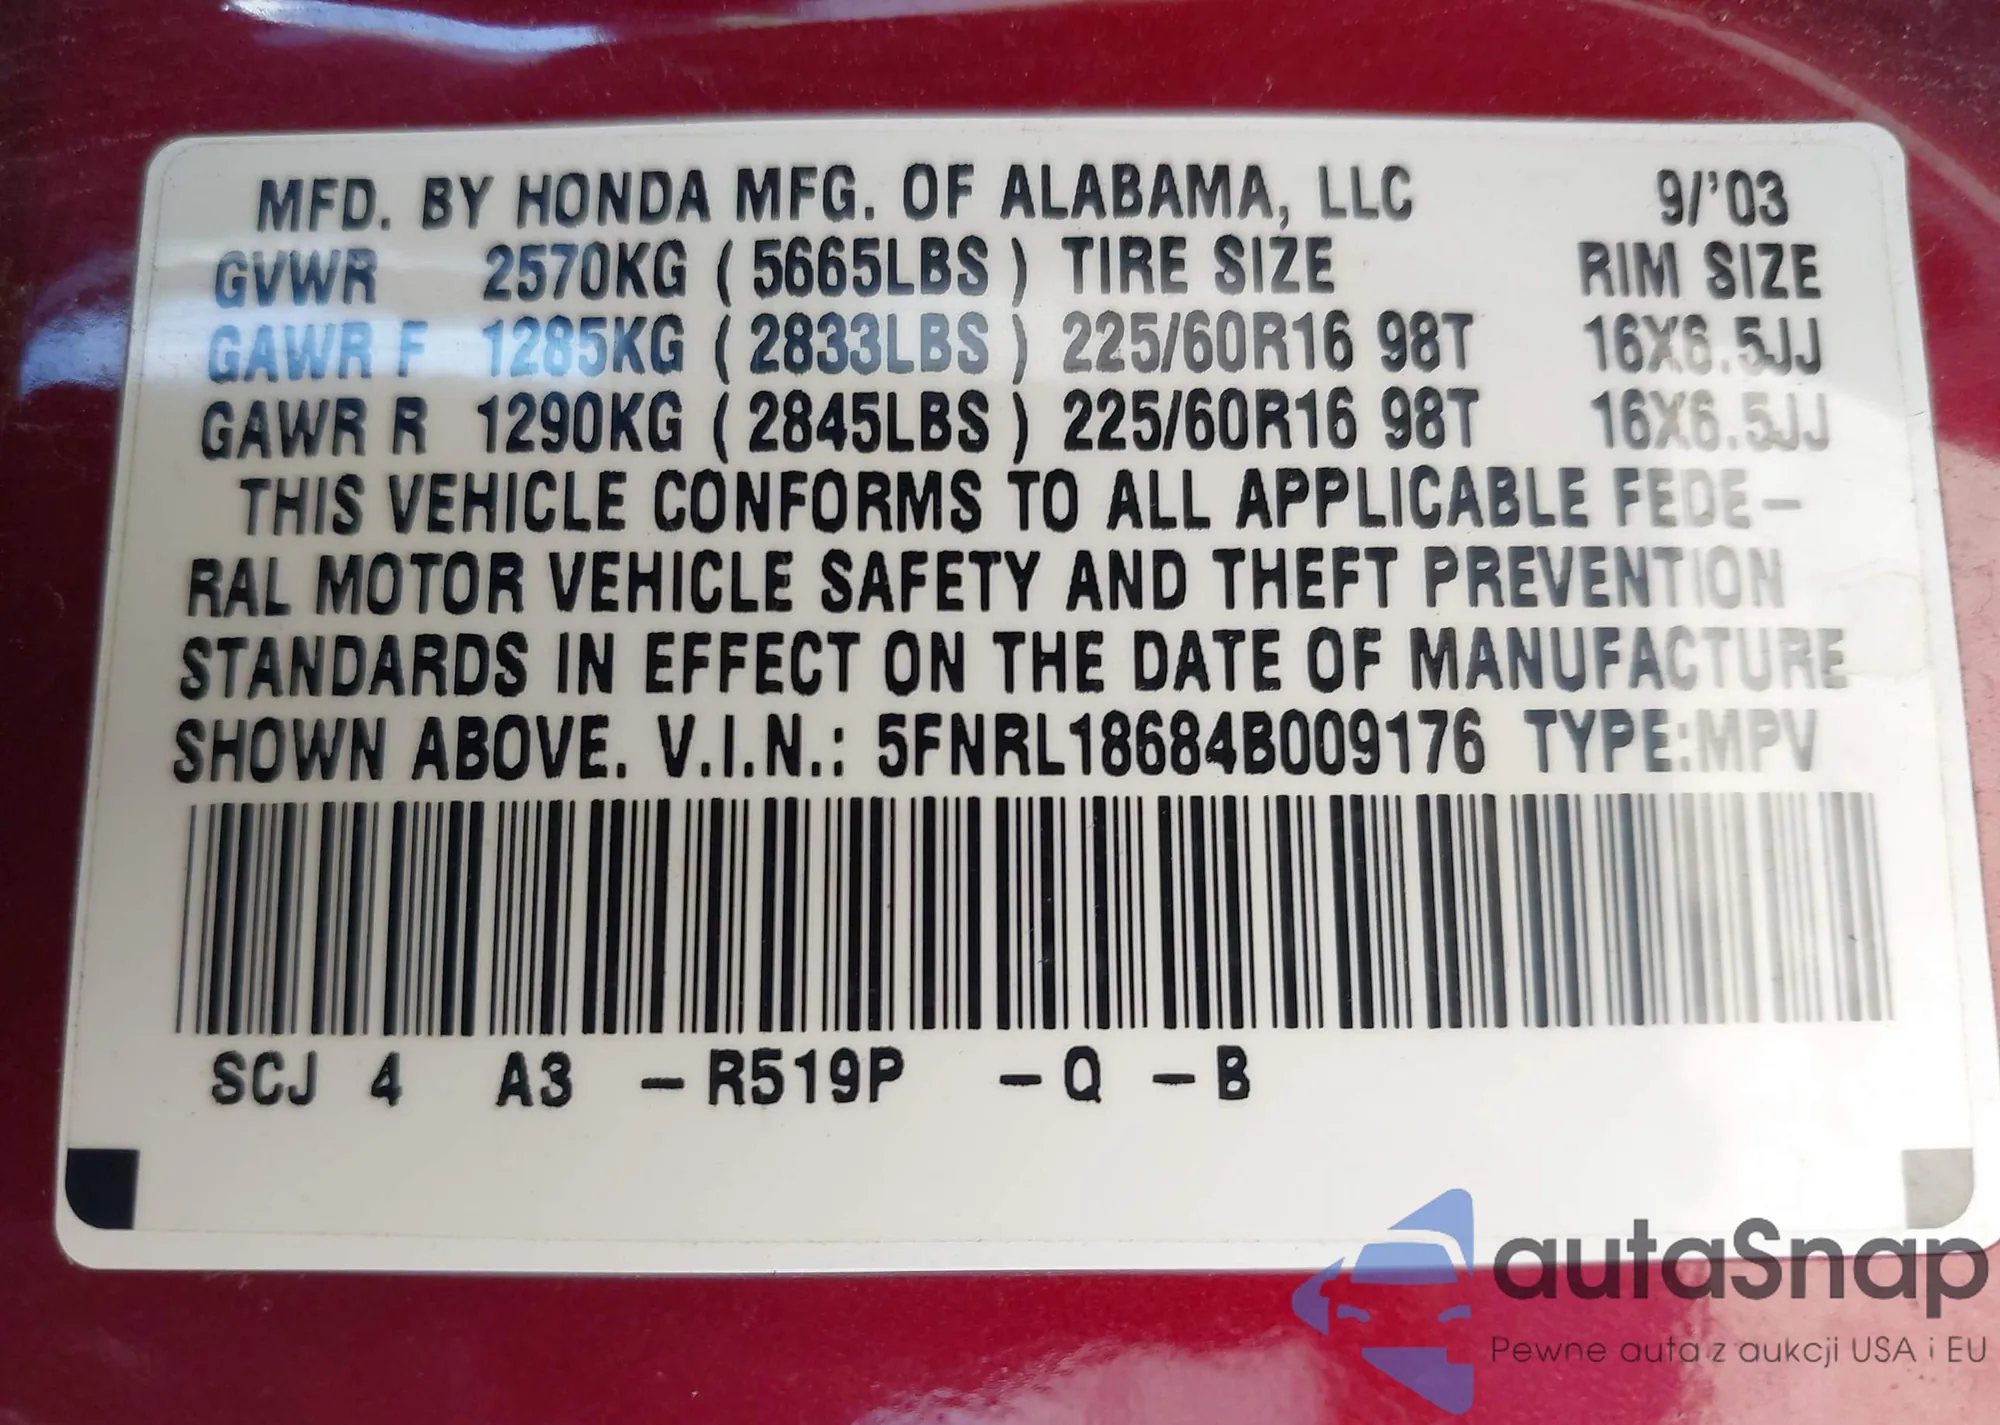 MFD. BY HONDA MFG. OF ALABAMA, LLC 9/'03
GVWR 2570KG ( 5665LBS ) TIRE SIZE RIM SIZE
GAWR F 1285KG ( 2833LBS ) 225/60R16 98T 16X6.5JJ
GAWR R 1290KG ( 2845LBS ) 225/60R16 98T 16X6.5JJ
THIS VEHICLE CONFORMS TO ALL APPLICABLE FEDE–
RAL MOTOR VEHICLE SAFETY AND THEFT PREVENTION
STANDARDS IN EFFECT ON THE DATE OF MANUFACTURE
SHOWN ABOVE. V.I.N.: 5FNRL18684B009176 TYPE:MPV
SCJ 4 A3 – R519P – Q – B
autaSnap
Pewne auta z aukcji USA i EU